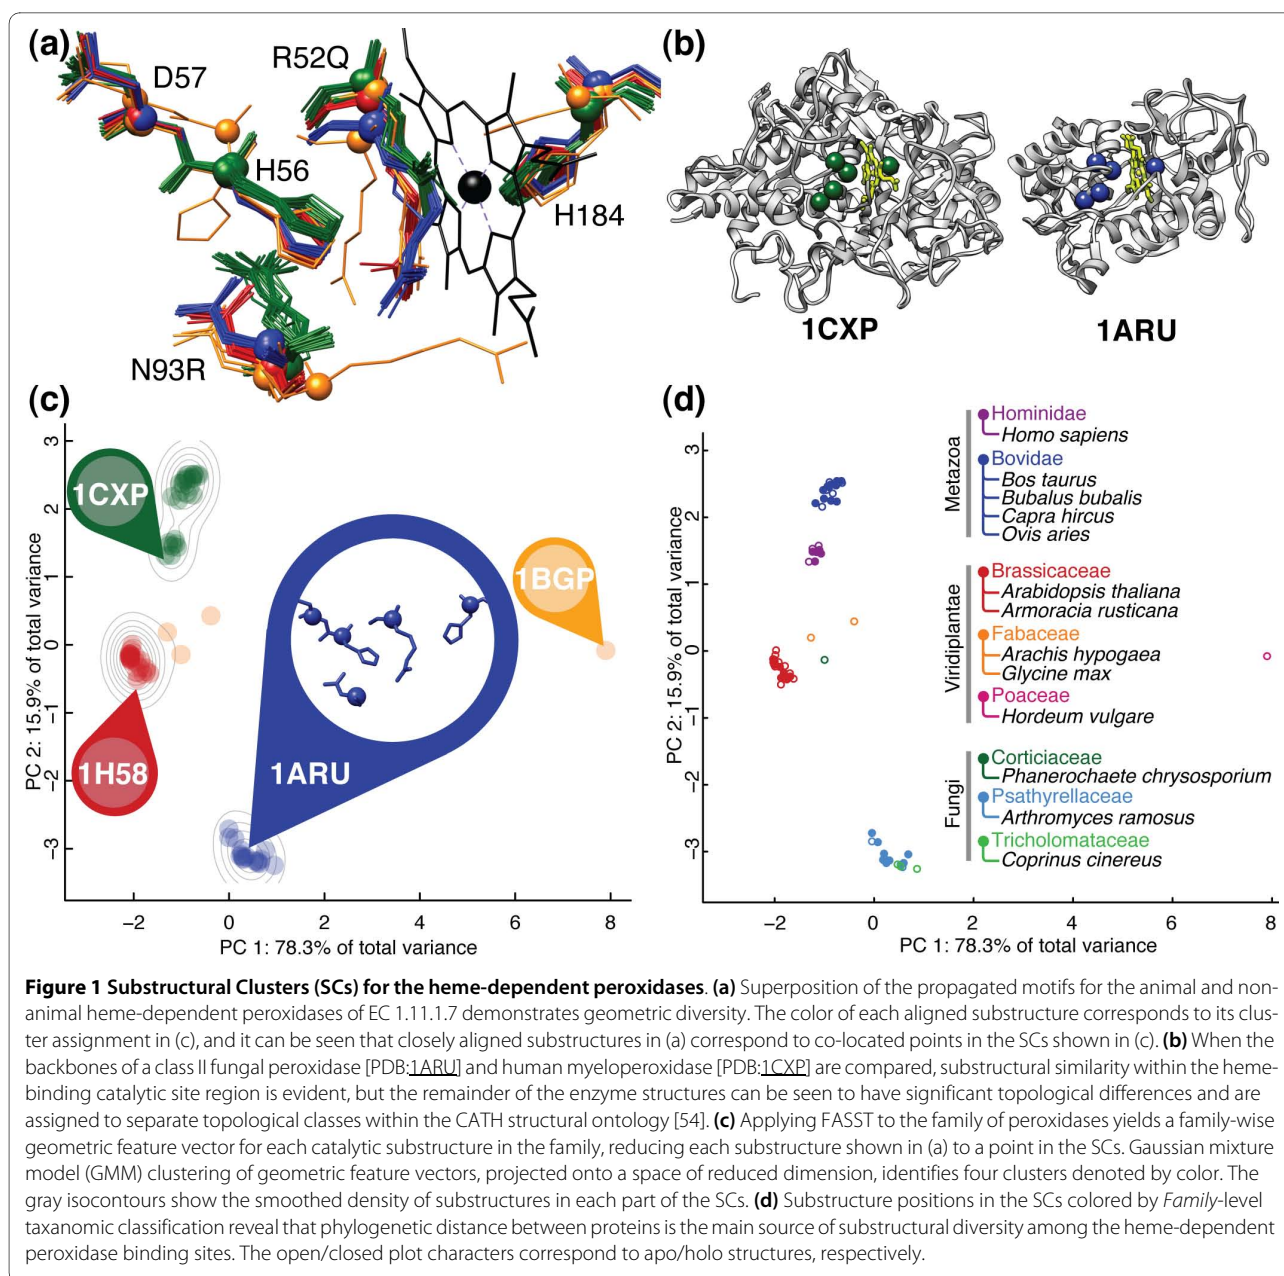 (a)
D57
R52Q
H56
H184
N93R
(b)
1CXP
1ARU
(c)
PC 2: 15.9% of total variance
3
2
1
0
−1
−2
−3
1CXP
1H58
1ARU
1BGP
−2
0
2
4
6
8
PC 1: 78.3% of total variance
(d)
PC 2: 15.9% of total variance
3
2
1
0
−1
−2
−3
Metazoa
Hominidae
Homo sapiens
Bovidae
Bos taurus
Bubalus bubalis
Capra hircus
Ovis aries
Viridiplantae
Brassicaceae
Arabidopsis thaliana
Armoracia rusticana
Fabaceae
Arachis hypogaea
Glycine max
Poaceae
Hordeum vulgare
Fungi
Corticiaceae
Phanerochaete chrysosporium
Psathyrellaceae
Arthromyces ramosus
Tricholomataceae
Coprinus cinereus
−2
0
2
4
6
8
PC 1: 78.3% of total variance
Figure 1 Substructural Clusters (SCs) for the heme-dependent peroxidases. (a) Superposition of the propagated motifs for the animal and non-
animal heme-dependent peroxidases of EC 1.11.1.7 demonstrates geometric diversity. The color of each aligned substructure corresponds to its clus-
ter assignment in (c), and it can be seen that closely aligned substructures in (a) correspond to co-located points in the SCs shown in (c). (b) When the
backbones of a class II fungal peroxidase [PDB:1ARU] and human myeloperoxidase [PDB:1CXP] are compared, substructural similarity within the heme-
binding catalytic site region is evident, but the remainder of the enzyme structures can be seen to have significant topological differences and are
assigned to separate topological classes within the CATH structural ontology [54]. (c) Applying FASST to the family of peroxidases yields a family-wise
geometric feature vector for each catalytic substructure in the family, reducing each substructure shown in (a) to a point in the SCs. Gaussian mixture
model (GMM) clustering of geometric feature vectors, projected onto a space of reduced dimension, identifies four clusters denoted by color. The
gray isocontours show the smoothed density of substructures in each part of the SCs. (d) Substructure positions in the SCs colored by Family-level
taxanomic classification reveal that phylogenetic distance between proteins is the main source of substructural diversity among the heme-dependent
peroxidase binding sites. The open/closed plot characters correspond to apo/holo structures, respectively.